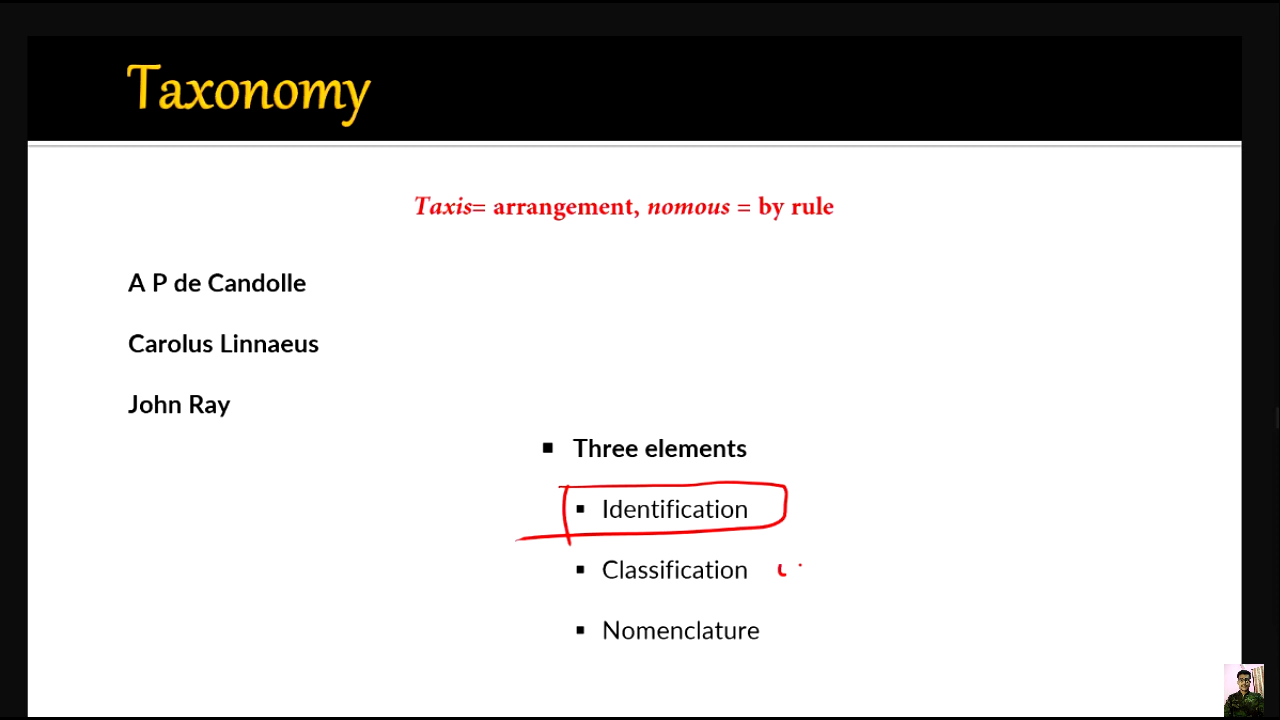 Taxonomy
Taxis= arrangement, nomous = by rule
A P de Candolle
Carolus Linnaeus
John Ray
Three elements
Identification
Classification
Nomenclature